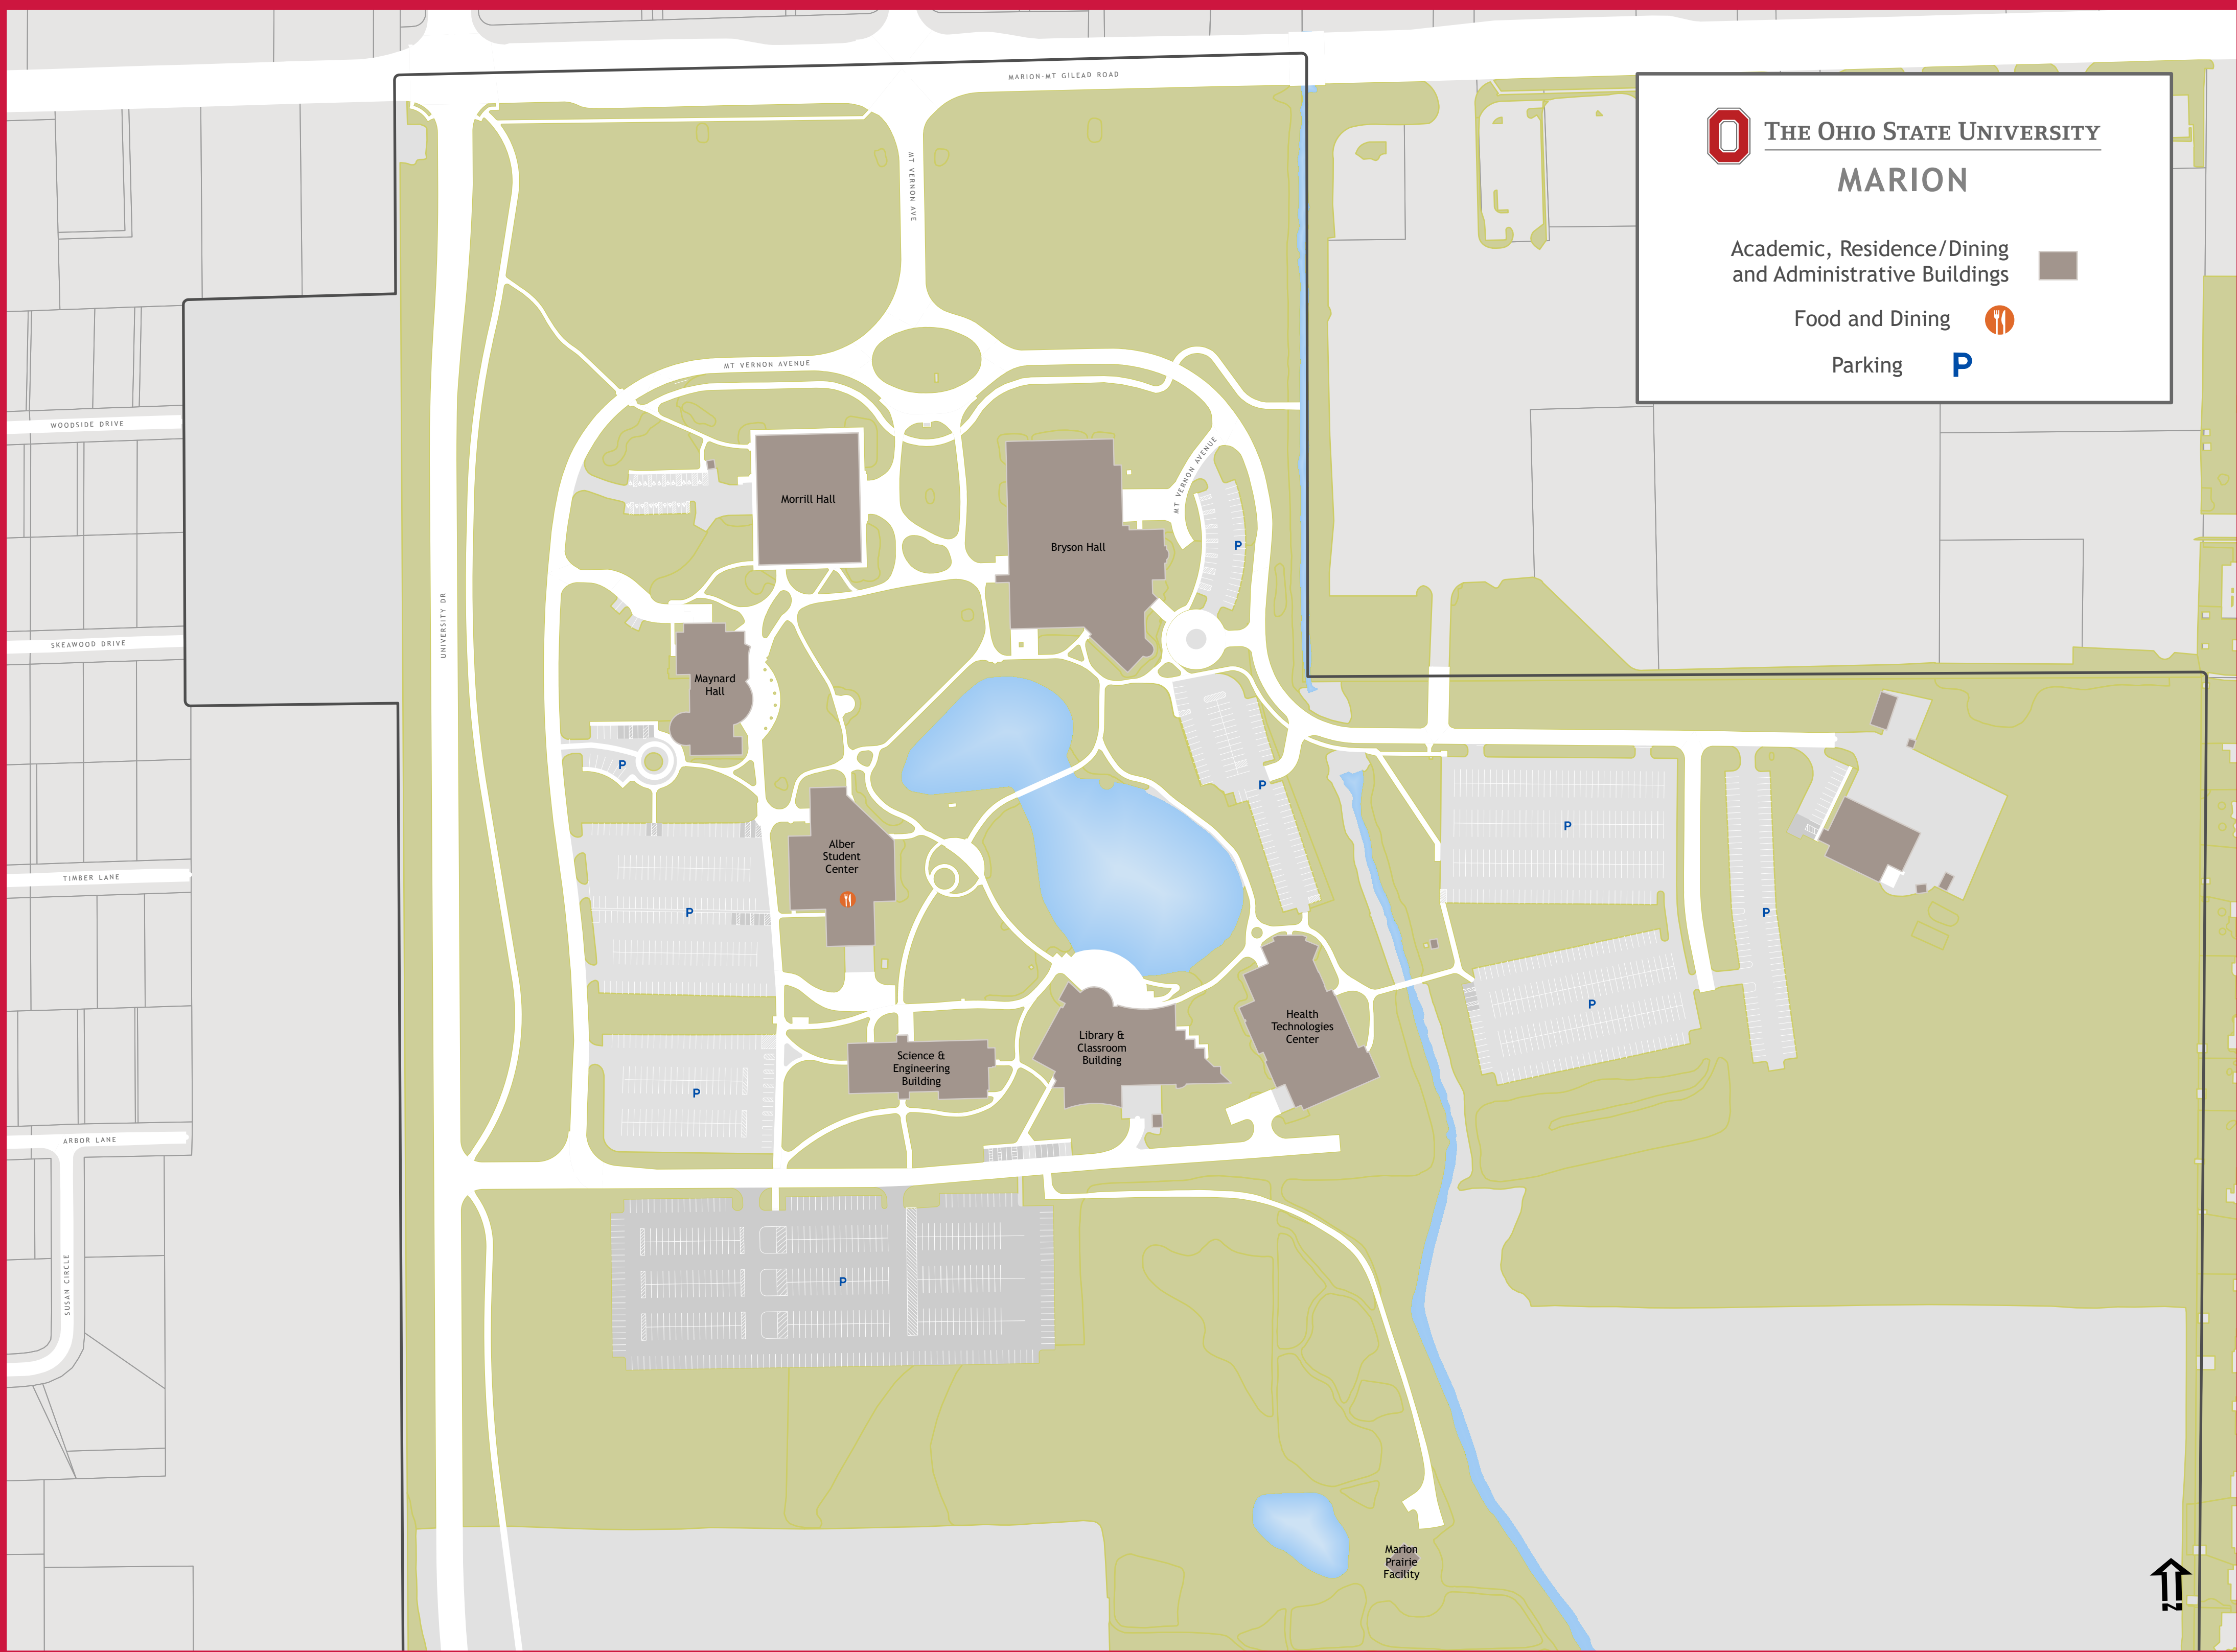 MARION-MT GILEAD ROAD
THE OHIO STATE UNIVERSITY
MARION
Academic, Residence/Dining
and Administrative Buildings
Food and Dining
Parking P
MT VERNON AVE
MT VERNON AVENUE
WOODSIDE DRIVE
MT VERNON AVENUE
Morrill Hall
Bryson Hall
P
UNIVERSITY DR
SKEAWOOD DRIVE
Maynard
Hall
P
P
P
Alber
Student
Center
TIMBER LANE
P
P
P
Health
Technologies
Center
Library &
Classroom
Building
Science &
Engineering
Building
P
ARBOR LANE
SUSAN CIRCLE
P
Marion
Prairie
Facility
N